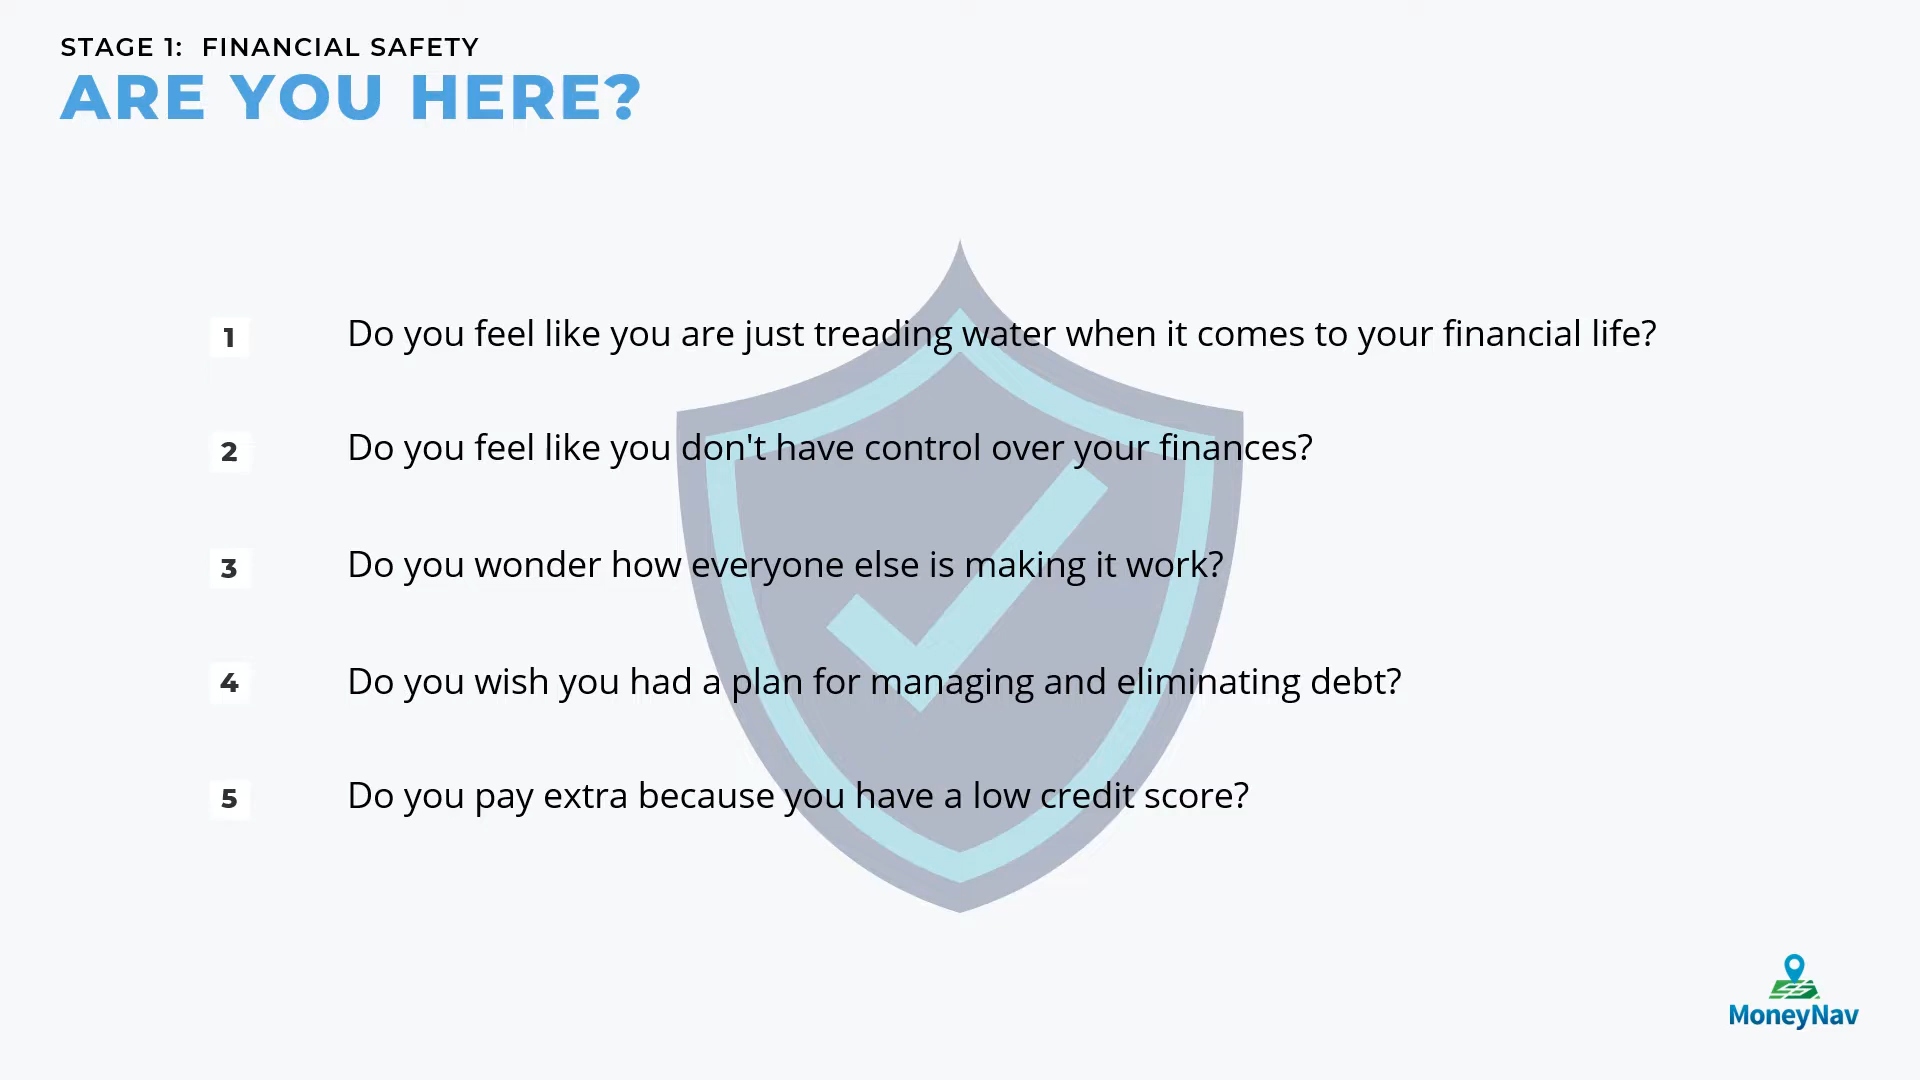 STAGE 1: FINANCIAL SAFETY
ARE YOU HERE?
1 Do you feel like you are just treading water when it comes to your financial life?
2 Do you feel like you don't have control over your finances?
3 Do you wonder how everyone else is making it work?
4 Do you wish you had a plan for managing and eliminating debt?
5 Do you pay extra because you have a low credit score?
MoneyNav